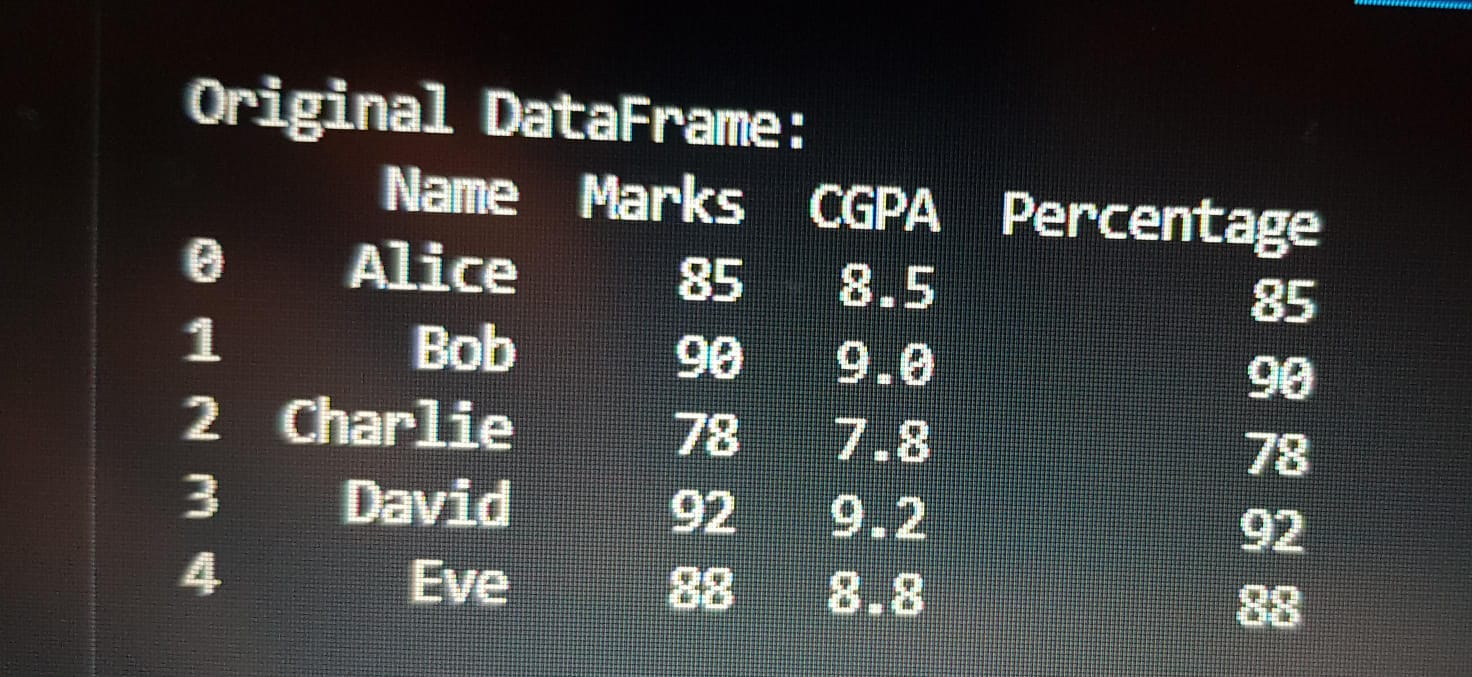 Original DataFrame:
Name Marks CGPA Percentage
0 Alice 85 8.5 85
1 Bob 90 9.0 90
2 Charlie 78 7.8 78
3 David 92 9.2 92
4 Eve 88 8.8 88